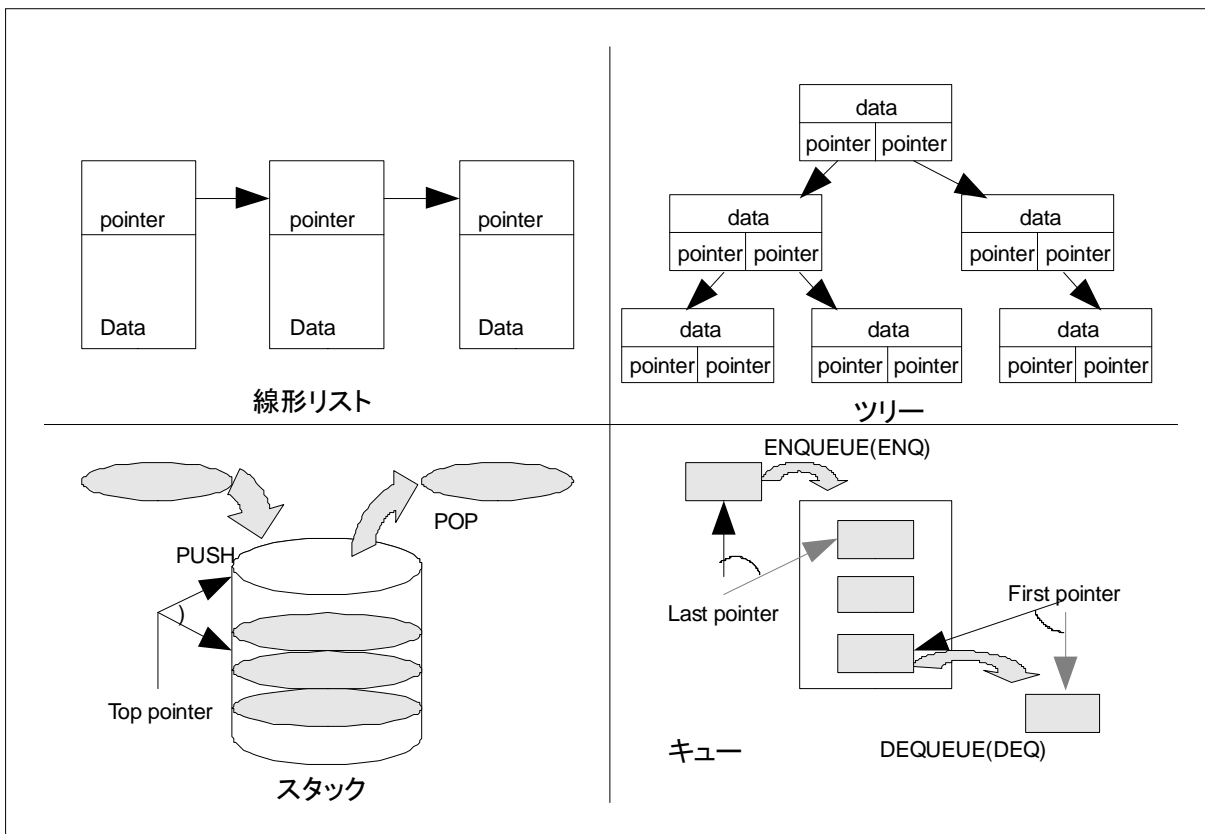 pointer pointer pointer
Data Data Data
線形リスト
data
pointer pointer
data data
pointer pointer pointer pointer
data data data
pointer pointer pointer pointer pointer pointer
ツリー
PUSH
POP
Top pointer
スタック
ENQUEUE(ENQ)
Last pointer
First pointer
DEQUEUE(DEQ)
キュー